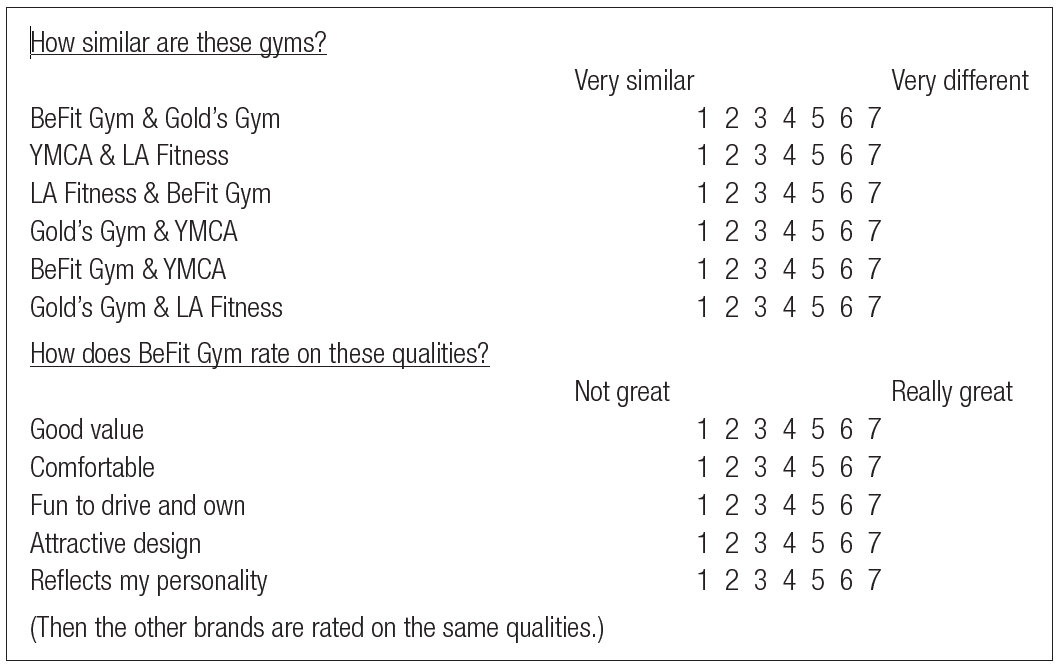 How similar are these gyms?
Very similar Very different
BeFit Gym & Gold's Gym 1 2 3 4 5 6 7
YMCA & LA Fitness 1 2 3 4 5 6 7
LA Fitness & BeFit Gym 1 2 3 4 5 6 7
Gold's Gym & YMCA 1 2 3 4 5 6 7
BeFit Gym & YMCA 1 2 3 4 5 6 7
Gold's Gym & LA Fitness 1 2 3 4 5 6 7
How does BeFit Gym rate on these qualities?
Not great Really great
Good value 1 2 3 4 5 6 7
Comfortable 1 2 3 4 5 6 7
Fun to drive and own 1 2 3 4 5 6 7
Attractive design 1 2 3 4 5 6 7
Reflects my personality 1 2 3 4 5 6 7
(Then the other brands are rated on the same qualities.)